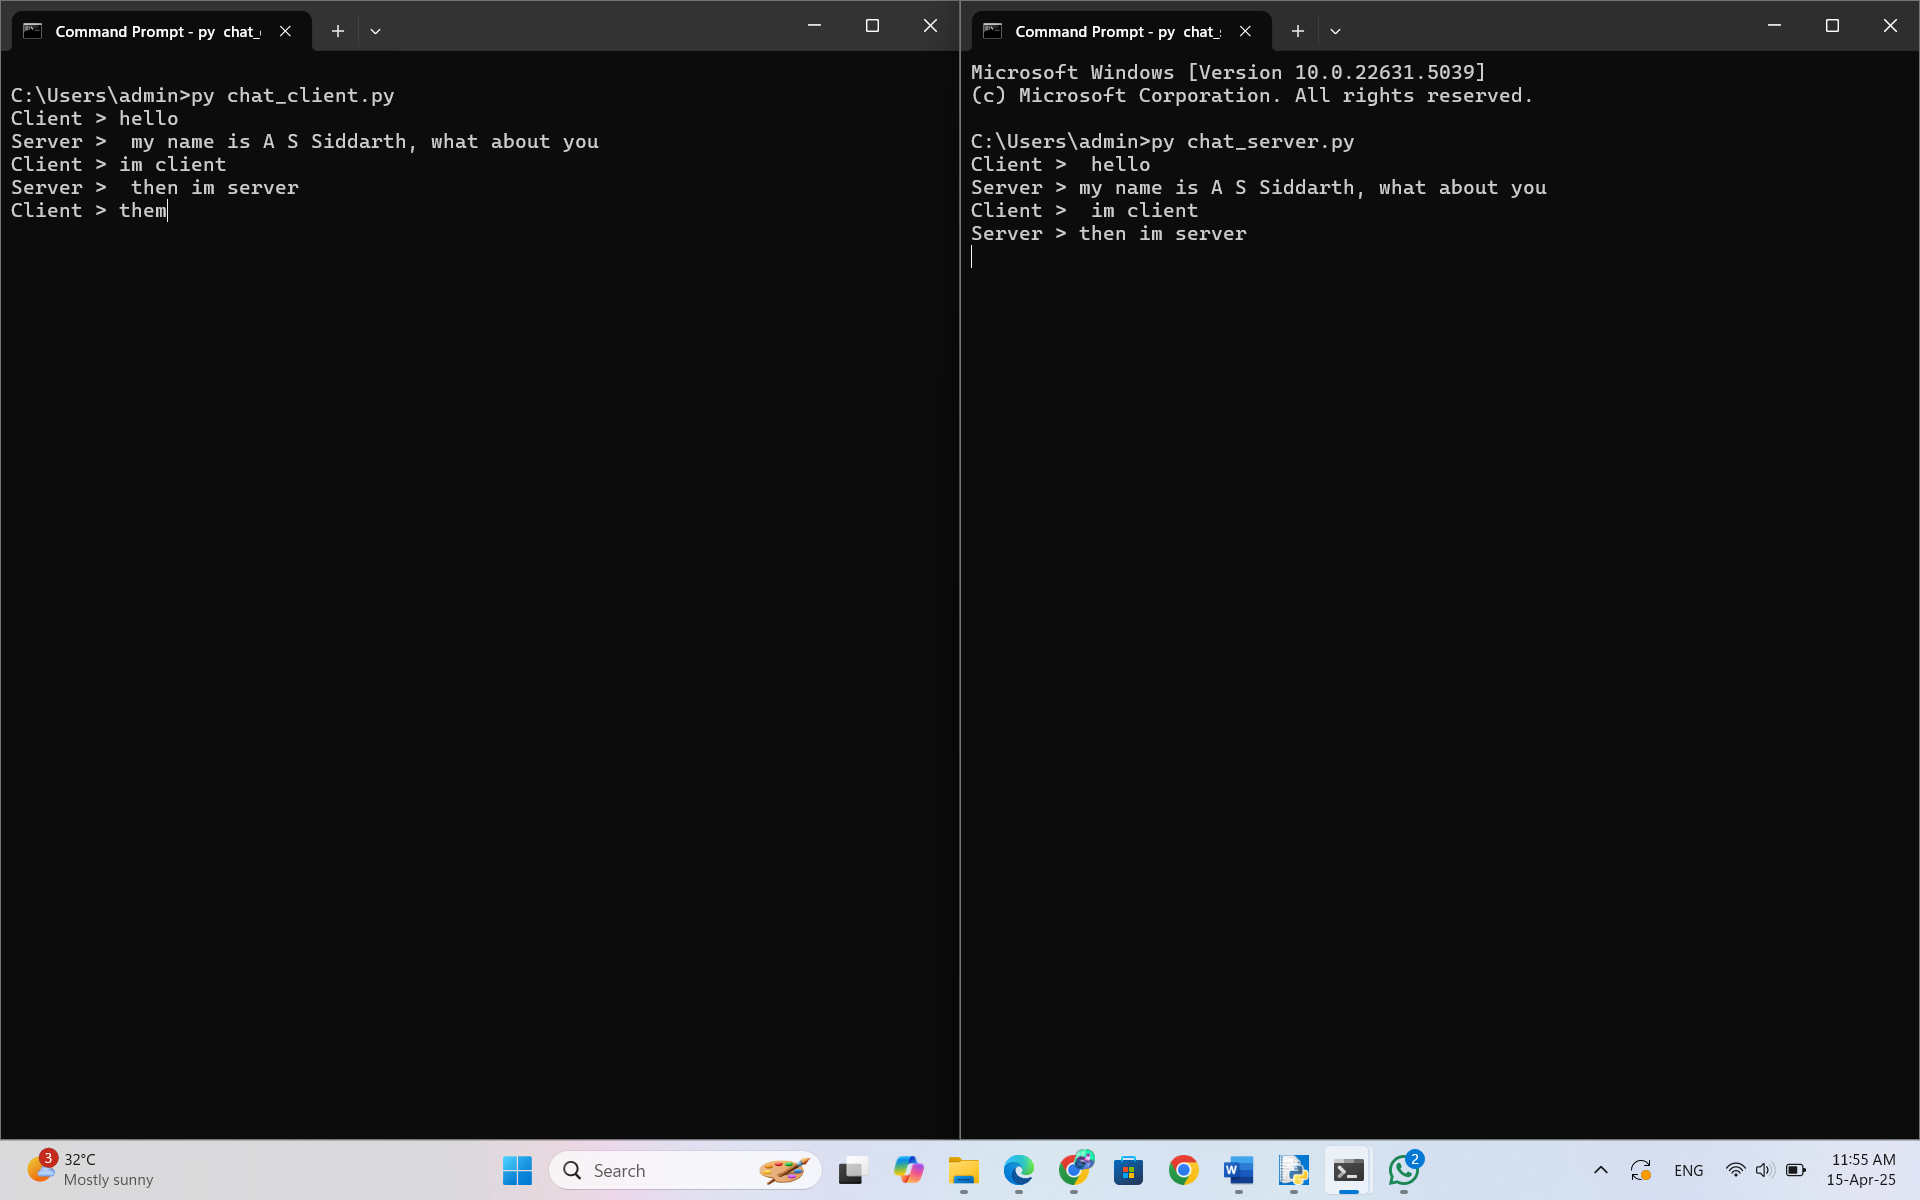 Command Prompt - py  chat_
C:\Users\admin>py chat_client.py
Client > hello
Server >  my name is A S Siddarth, what about you
Client > im client
Server >  then im server
Client > them
Command Prompt - py  chat_
Microsoft Windows [Version 10.0.22631.5039]
(c) Microsoft Corporation. All rights reserved.
C:\Users\admin>py chat_server.py
Client >  hello
Server > my name is A S Siddarth, what about you
Client >  im client
Server > then im server
3
32°C
Mostly sunny
Search
W
2
ENG
11:55 AM
15-Apr-25